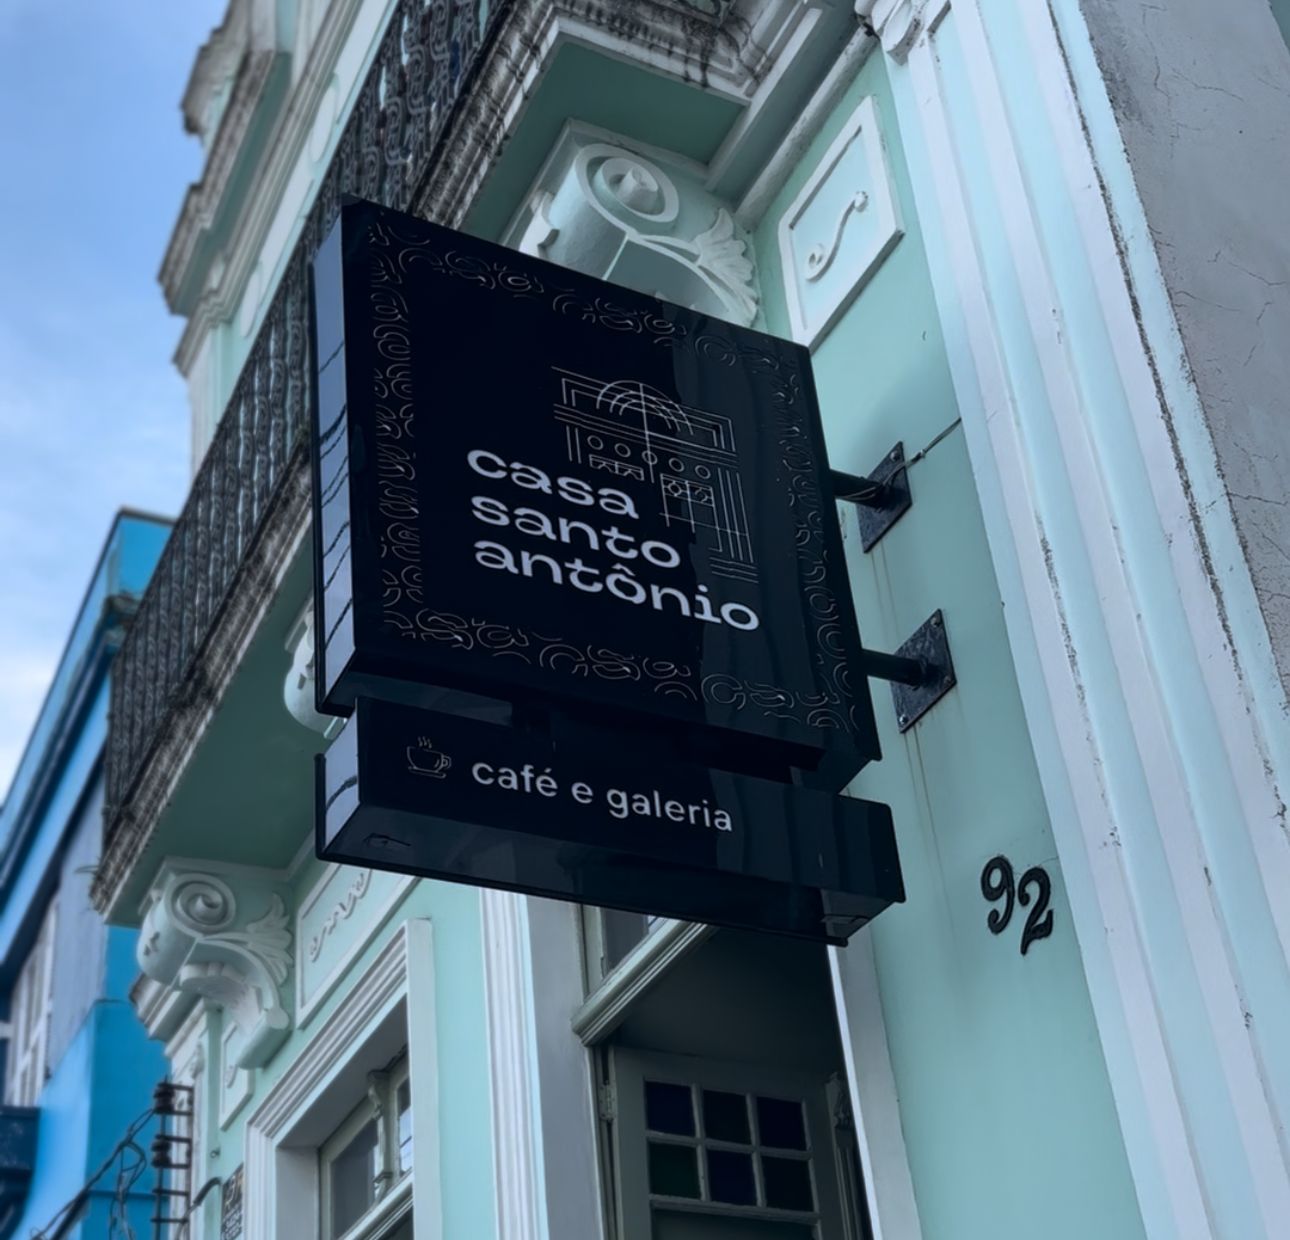 casa
santo
antônio
café e galeria
92